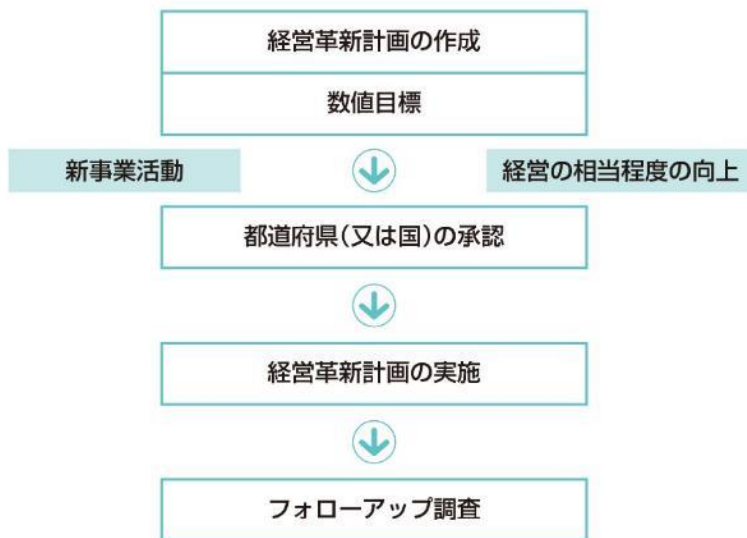 経営革新計画の作成
数値目標
新事業活動
経営の相当程度の向上
都道府県(又は国)の承認
経営革新計画の実施
フォローアップ調査